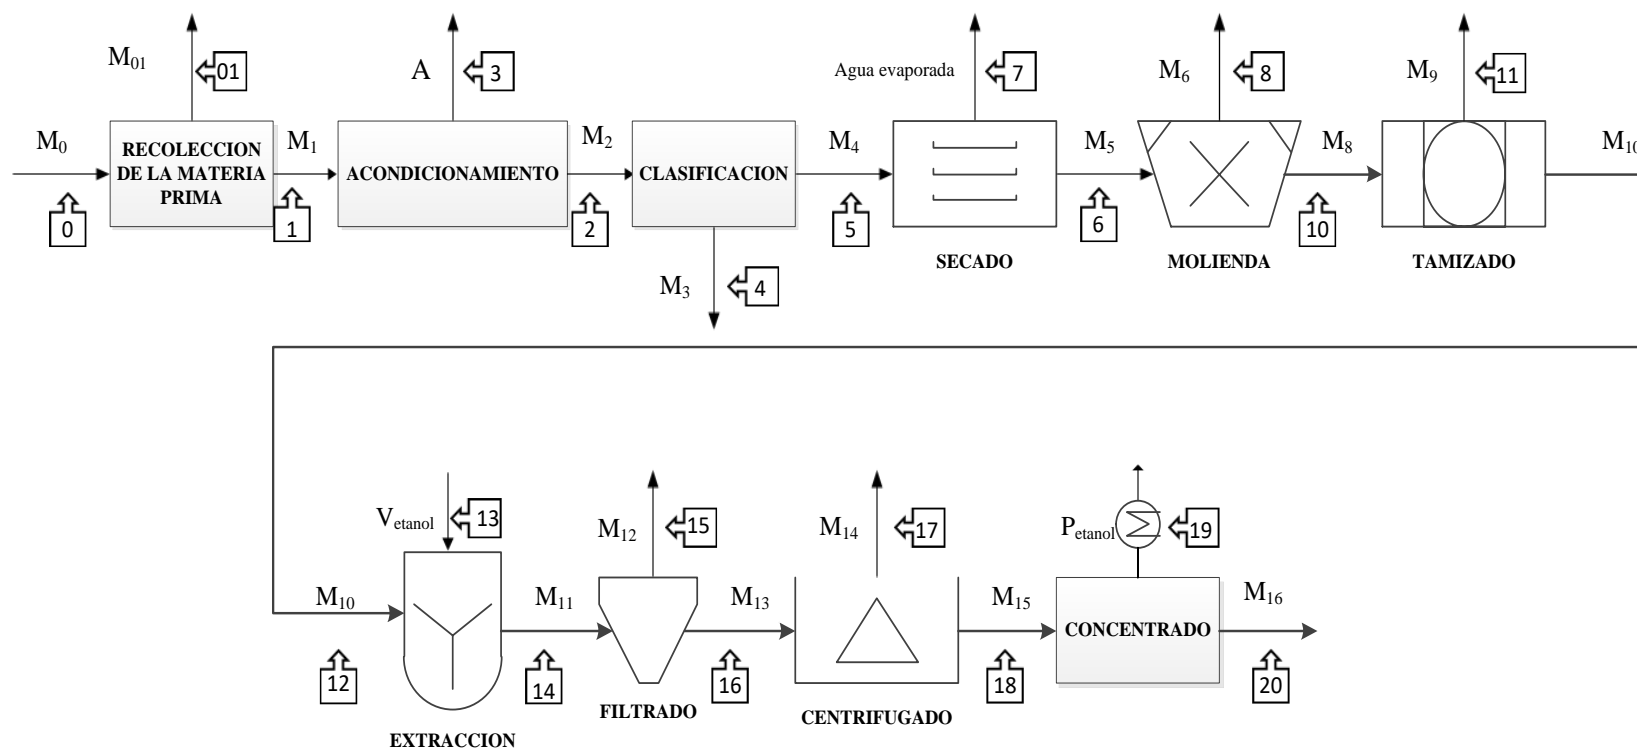 M₀₁
01
A
3
Agua evaporada
7
M₆
8
M₉
11
M₀
RECOLECCION
DE LA MATERIA
PRIMA
M₁
ACONDICIONAMIENTO
M₂
CLASIFICACION
M₄
M₅
M₈
M₁₀
0
1
2
5
6
10
SECADO
MOLIENDA
TAMIZADO
M₃
4
Vetanol
13
M₁₂
15
M₁₄
17
Petanol
19
M₁₀
M₁₁
M₁₃
M₁₅
CONCENTRADO
M₁₆
12
14
16
18
20
FILTRADO
CENTRIFUGADO
EXTRACCION